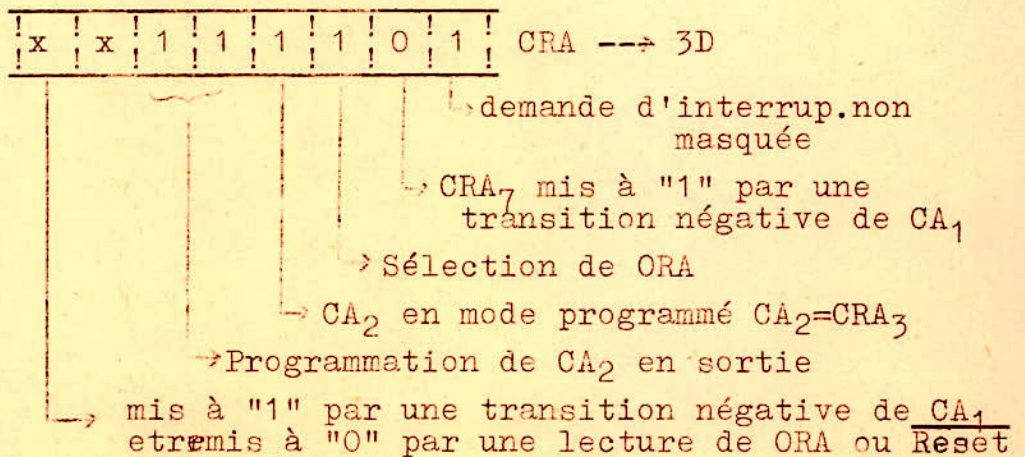 x x 1 1 1 1 0 1 CRA --→ 3D
demande d'interrup.non
masquée
CRA₇ mis à "1" par une
transition négative de CA₁
Sélection de ORA
CA₂ en mode programmé CA₂=CRA₃
Programmation de CA₂ en sortie
mis à "1" par une transition négative de CA₁
etremis à "0" par une lecture de ORA ou Reset